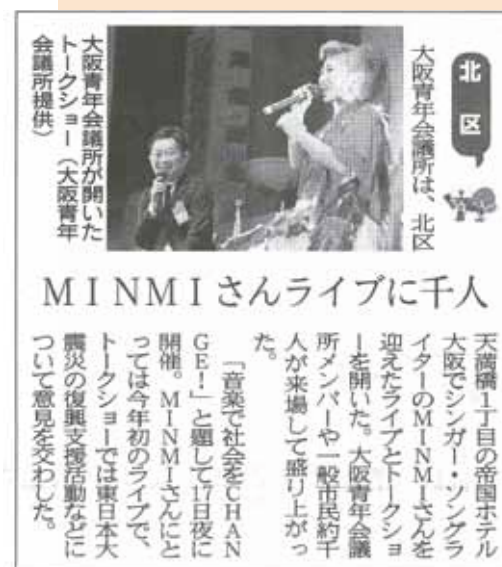 北区
大阪青年会議所は、北区
大阪青年会議所が開いた
トークショー（大阪青年
会議所提供）
MINMIさんライブに千人
天満橋1丁目の帝国ホテル
大阪でシンガー・ソングラ
イターのMINMIさんを
迎えたライブとトークショ
ーを開いた。大阪青年会議
所メンバーや一般市民約千
人が来場して盛り上がっ
た。
「音楽で社会をCHAN
GE！」と題して17日夜に
開催。MINMIさんにと
っては今年初のライブで、
トークショーでは東日本大
震災の復興支援活動などに
ついて意見を交わした。